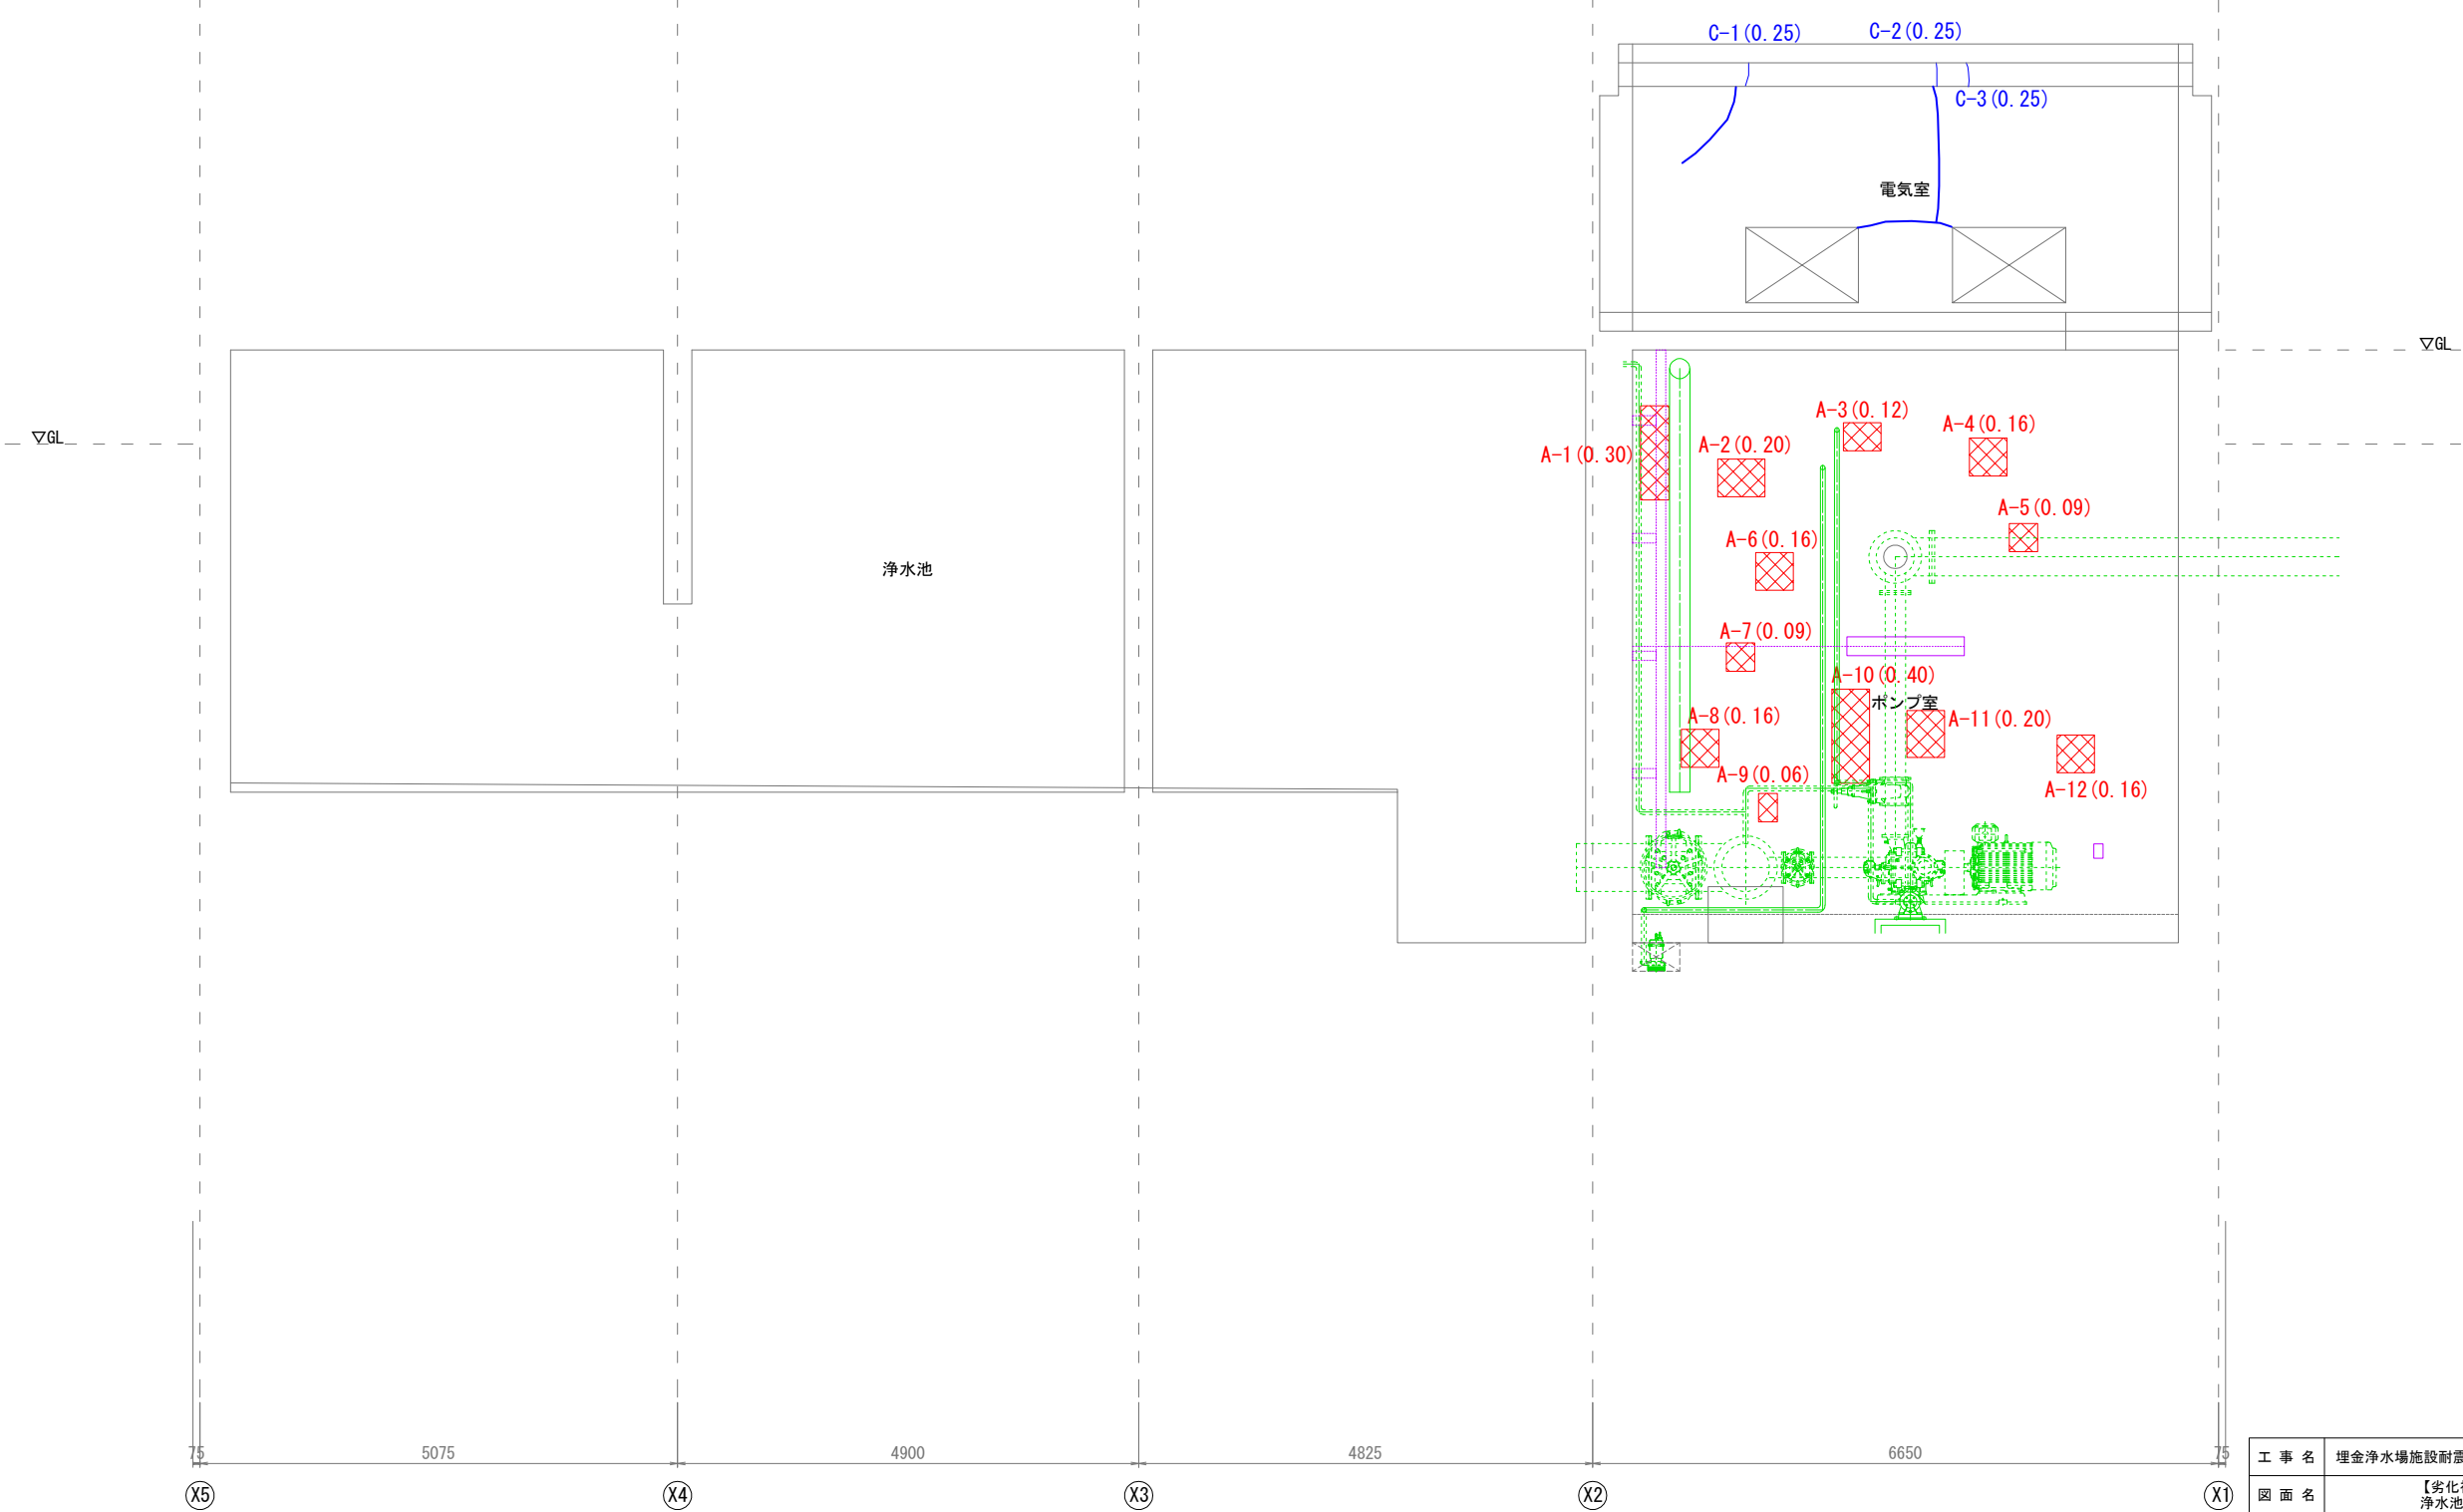 C-1(0.25)
C-2(0.25)
C-3(0.25)
電気室
▽GL
▽GL
A-1(0.30)
A-2(0.20)
A-3(0.12)
A-4(0.16)
A-5(0.09)
A-6(0.16)
浄水池
A-7(0.09)
A-10(0.40)
ポンプ室
A-8(0.16)
A-11(0.20)
A-9(0.06)
A-12(0.16)
75
5075
4900
4825
6650
75
X5
X4
X3
X2
X1
工 事 名
埋金浄水場施設耐震
図 面 名
【劣化
浄水池